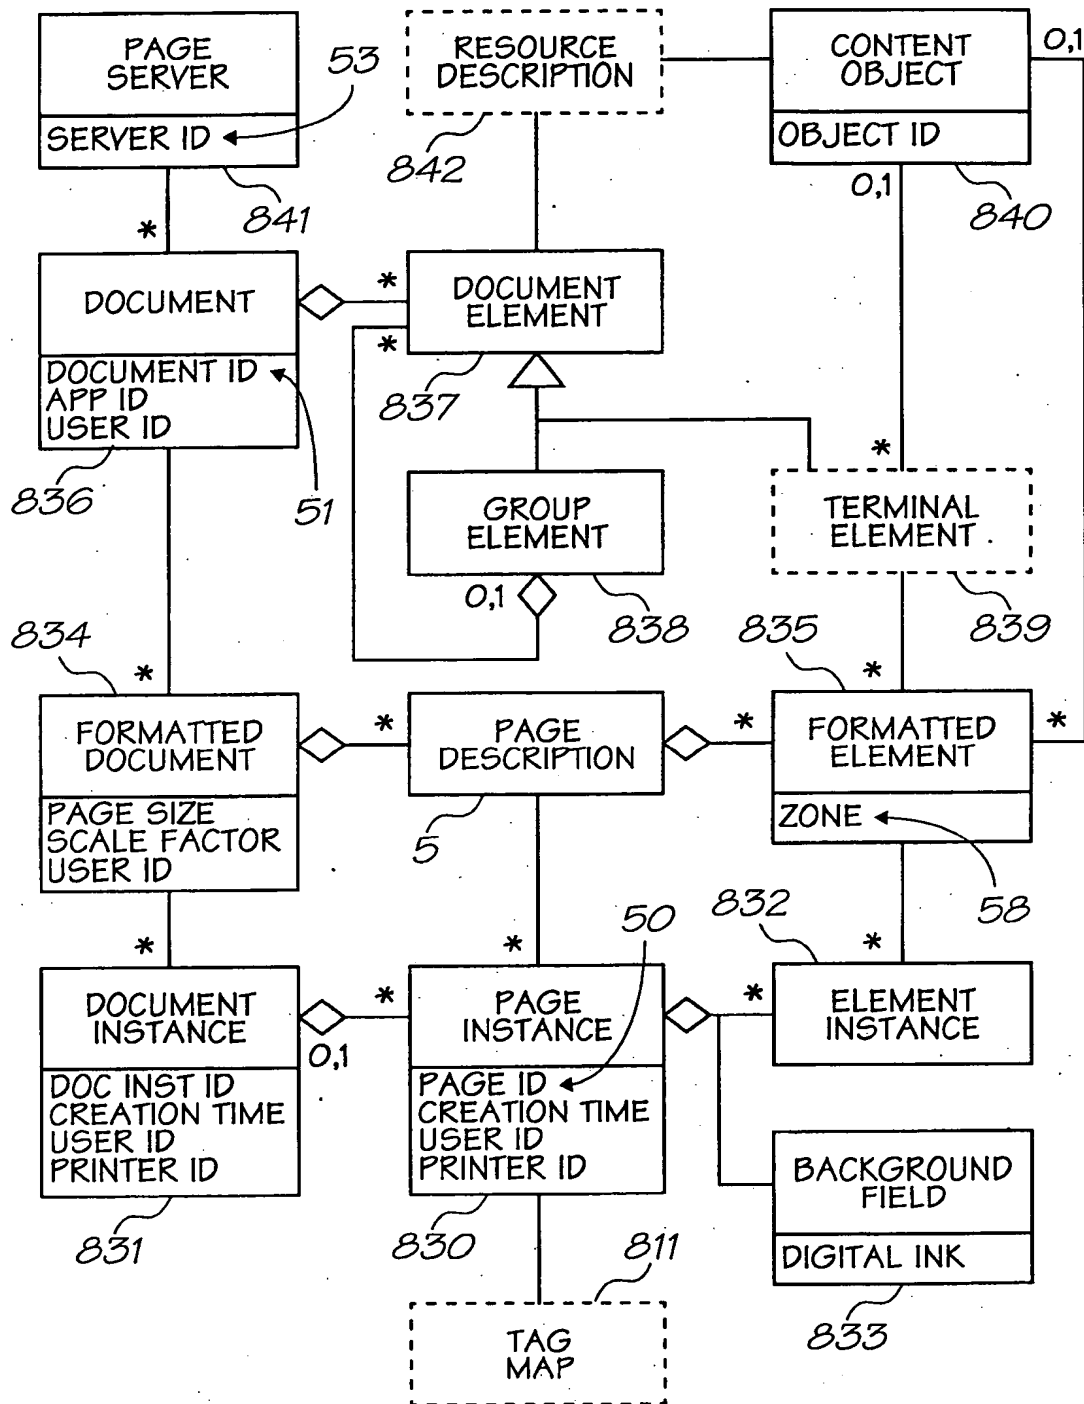 PAGE
SERVER
SERVER ID
53
841
*
RESOURCE
DESCRIPTION
842
CONTENT
OBJECT
OBJECT ID
0,1
0,1
840
DOCUMENT
DOCUMENT ID
APP ID
USER ID
836
51
*
*
DOCUMENT
ELEMENT
837
GROUP
ELEMENT
0,1
838
*
TERMINAL
ELEMENT
839
834
*
FORMATTED
DOCUMENT
PAGE SIZE
SCALE FACTOR
USER ID
*
PAGE
DESCRIPTION
5
*
835
*
FORMATTED
ELEMENT
*
ZONE
58
*
DOCUMENT
INSTANCE
0,1
DOC INST ID
CREATION TIME
USER ID
PRINTER ID
831
*
50
*
PAGE
INSTANCE
PAGE ID
CREATION TIME
USER ID
PRINTER ID
830
832
*
*
ELEMENT
INSTANCE
BACKGROUND
FIELD
DIGITAL INK
833
811
TAG
MAP